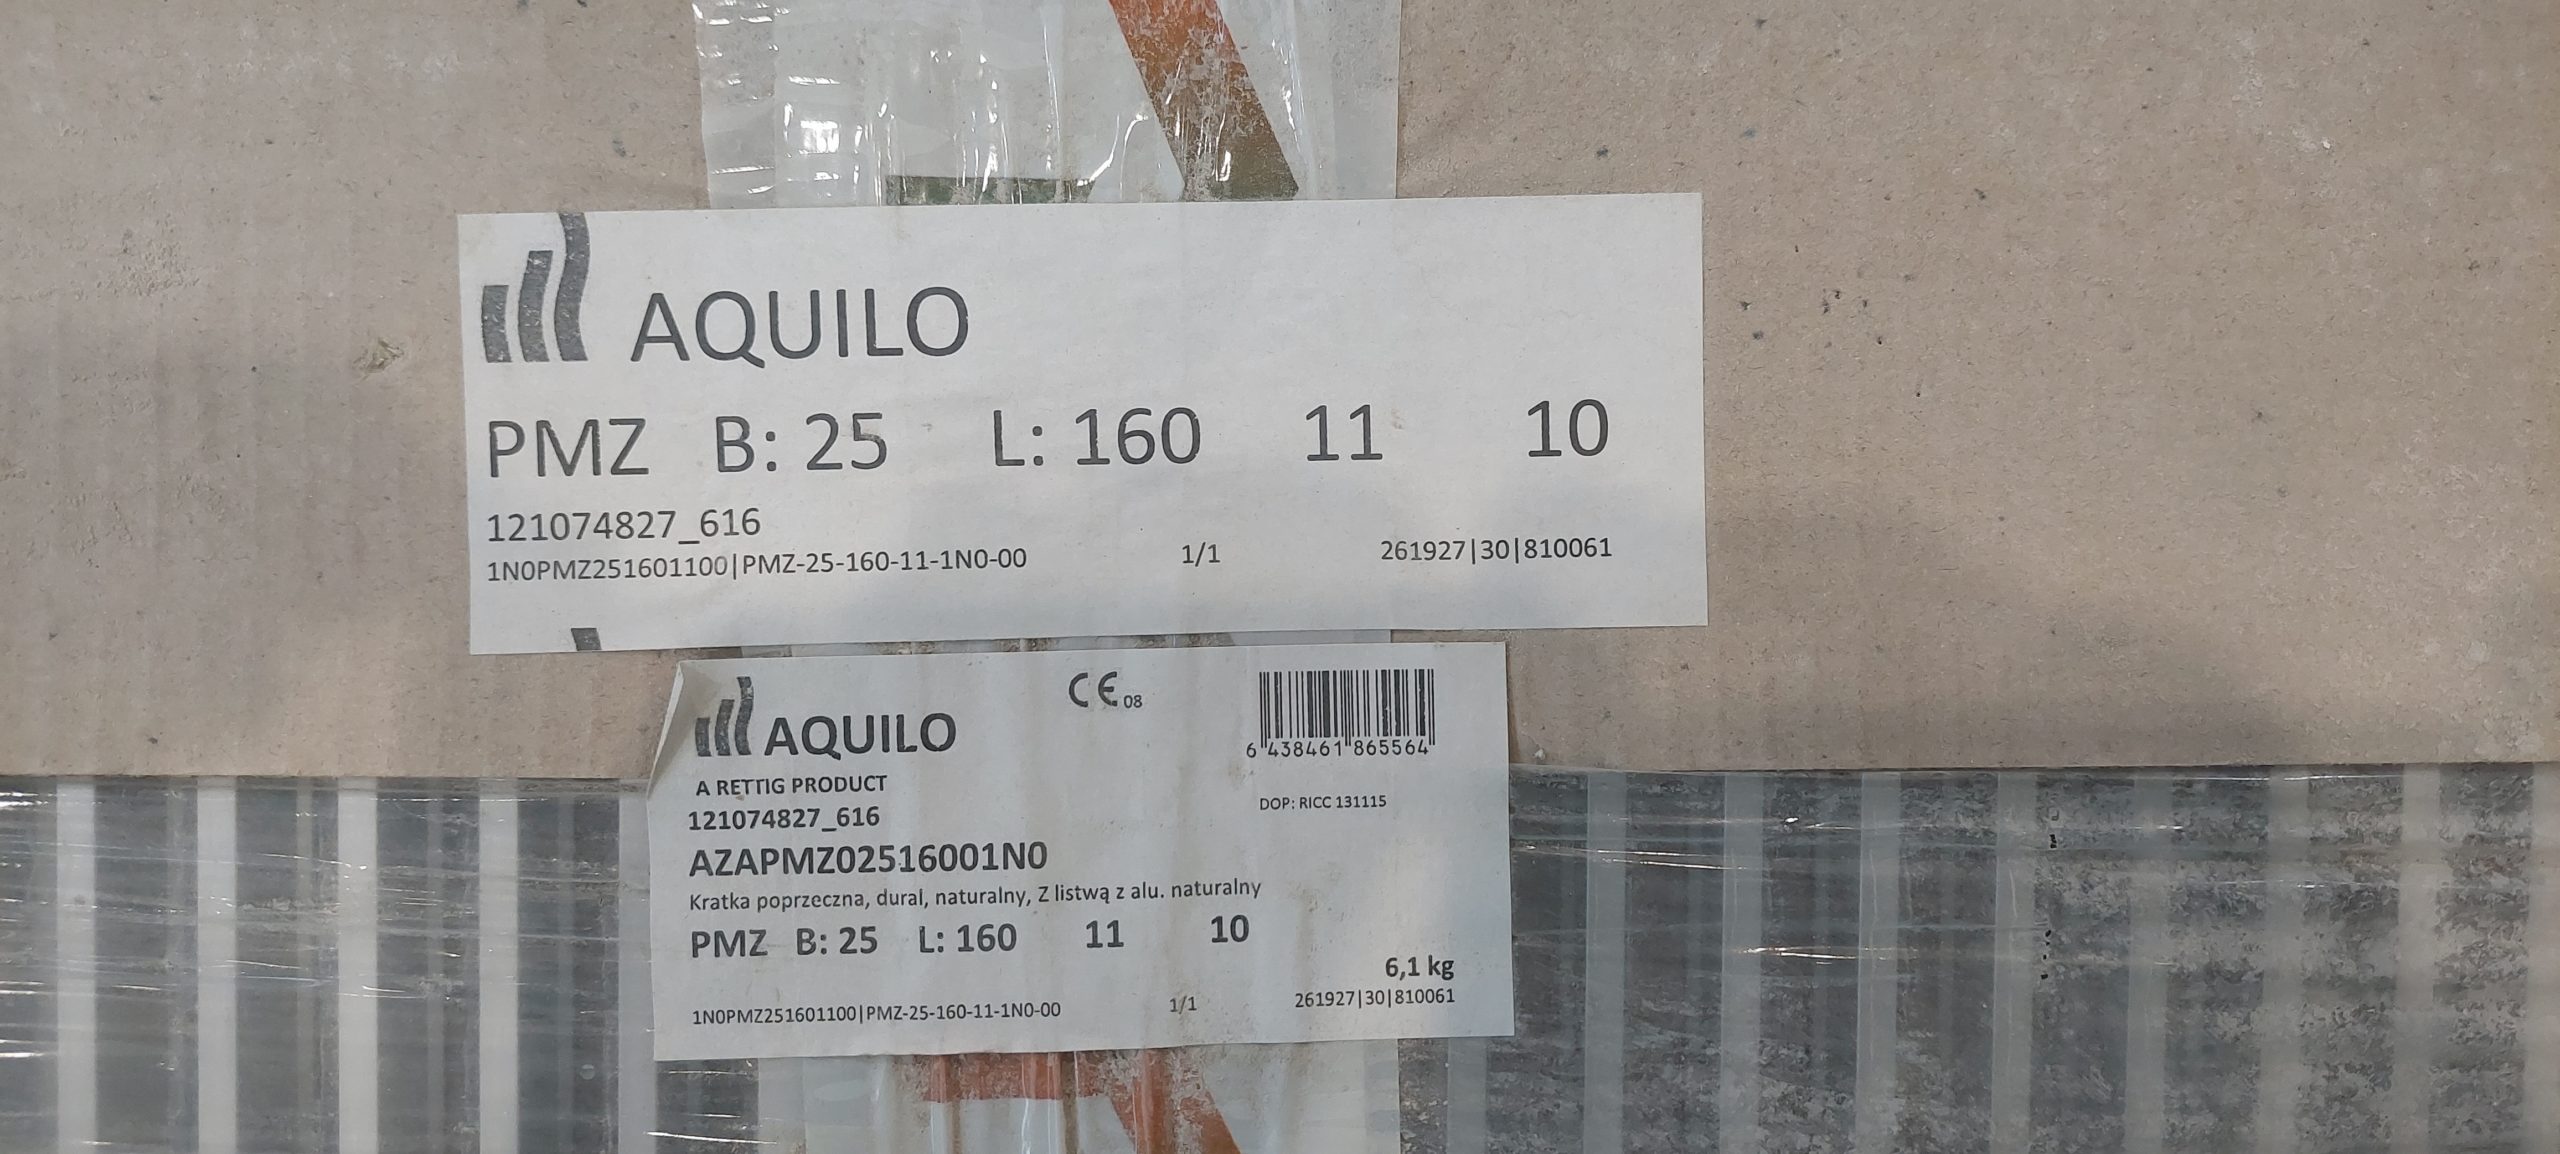 AQUILO
PMZ B: 25 L: 160 11 10
121074827_616
1N0PMZ251601100|PMZ-25-160-11-1N0-00 1/1 261927|30|810061
AQUILO CE 08
6 438461 865564
A RETTIG PRODUCT
121074827_616 DOP: RICC 131115
AZAPMZ02516001N0
Kratka poprzeczna, dural, naturalny, Z listwą z alu. naturalny
PMZ B: 25 L: 160 11 10
6,1 kg
1N0PMZ251601100|PMZ-25-160-11-1N0-00 1/1 261927|30|810061